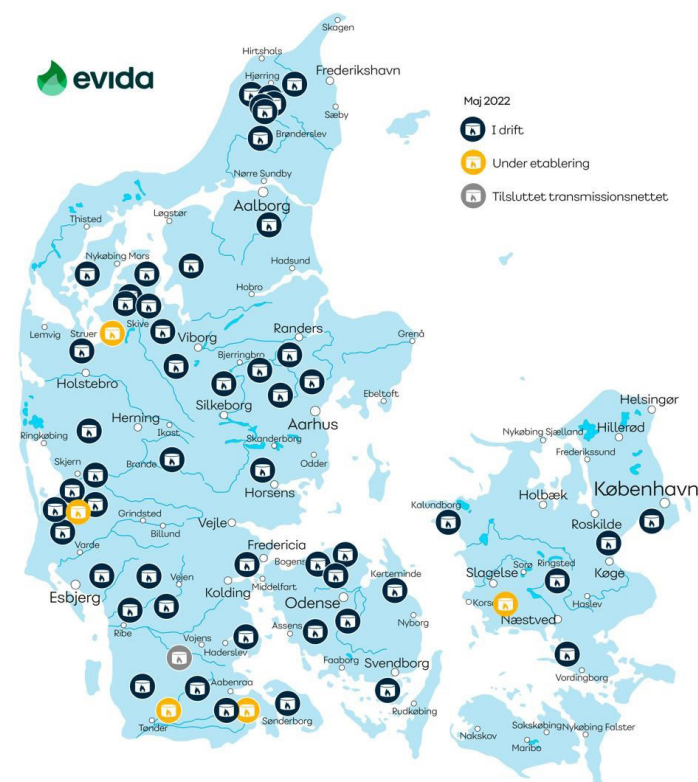 Skagen
Hirtshals
evida
Hjørring
Frederikshavn
Maj 2022
Sæby
I drift
Brønderslev
Under etablering
Nørre Sundby
Tilsluttet transmissionsnettet
Aalborg
Løgstør
Thisted
Nykøbing Mors
Hadsund
Hobro
Lemvig
Struer
Skive
Viborg
Randers
Grenå
Bjerringbro
Holstebro
Silkeborg
Ebeltoft
Helsingør
Herning
Ikast
Aarhus
Ringkøbing
Nykøbing Sjælland
Hillerød
Skanderborg
Frederikssund
Skjern
Brande
Odder
Horsens
København
Holbæk
Kalundborg
Grindsted
Vejle
Roskilde
Billund
Varde
Fredericia
Bogens
Ringsted
Sorø
Køge
Esbjerg
Vejen
Middelfart
Kerteminde
Slagelse
Kolding
Odense
Korsø
Haslev
Ribe
Nyborg
Næstved
Assens
Vojens
Haderslev
Faaborg
Svendborg
Vordingborg
Aabenraa
Rudkøbing
Sønderborg
Tønder
Sakskøbing
Nykøbing Falster
Nakskov
Maribo